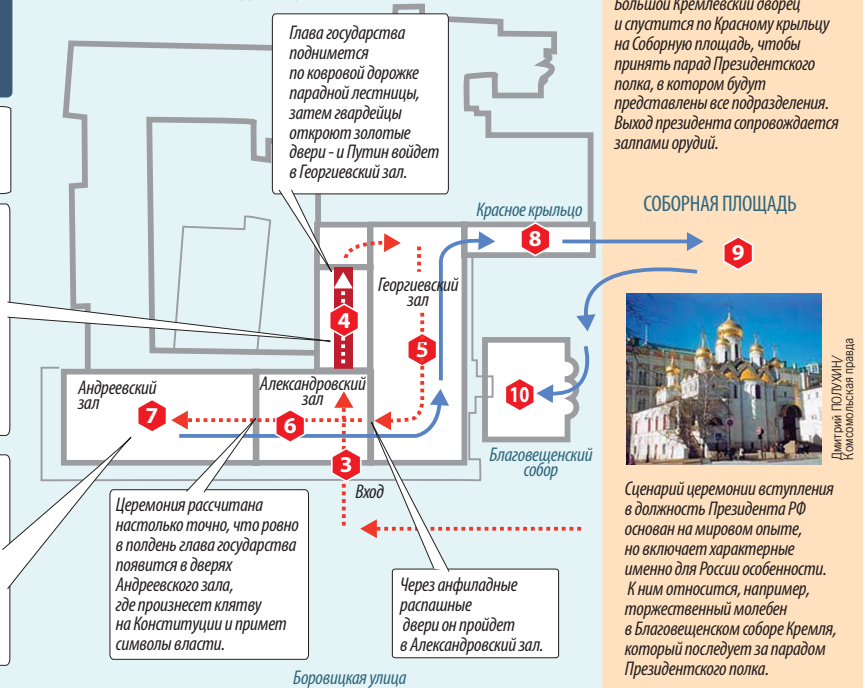 Глава государства
поднимется
по ковровой дорожке
парадной лестницы,
затем гвардейцы
откроют золотые
двери - и Путин войдет
в Георгиевский зал.
Красное крыльцо
8
9
Георгиевский
зал
4
5
Андреевский
зал
7
Александровский
зал
6
3
Вход
10
Благовещенский
собор
Церемония рассчитана
настолько точно, что ровно
в полдень глава государства
появится в дверях
Андреевского зала,
где произнесет клятву
на Конституции и примет
символы власти.
Через анфиладные
распашные
двери он пройдет
в Александровский зал.
Боровицкая улица
Большой Кремлевский дворец
и спустится по Красному крыльцу
на Соборную площадь, чтобы
принять парад Президентского
полка, в котором будут
представлены все подразделения.
Выход президента сопровождается
залпами орудий.
СОБОРНАЯ ПЛОЩАДЬ
Дмитрий ПОЛУХИН/
Комсомольская правда
Сценарий церемонии вступления
в должность Президента РФ
основан на мировом опыте,
но включает характерные
именно для России особенности.
К ним относится, например,
торжественный молебен
в Благовещенском соборе Кремля,
который последует за парадом
Президентского полка.